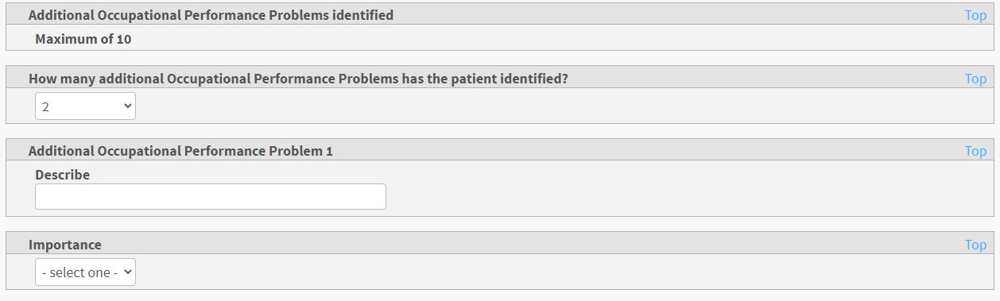 Additional Occupational Performance Problems identified Top
Maximum of 10
How many additional Occupational Performance Problems has the patient identified? Top
2
Additional Occupational Performance Problem 1 Top
Describe
Importance Top
- select one -